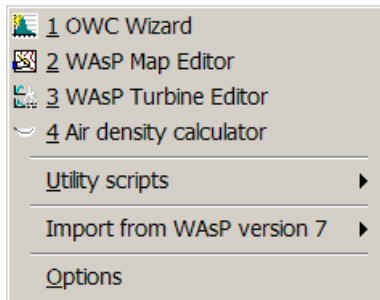 1 OWC Wizard
2 WAsP Map Editor
3 WAsP Turbine Editor
4 Air density calculator
Utility scripts
Import from WAsP version 7
Options